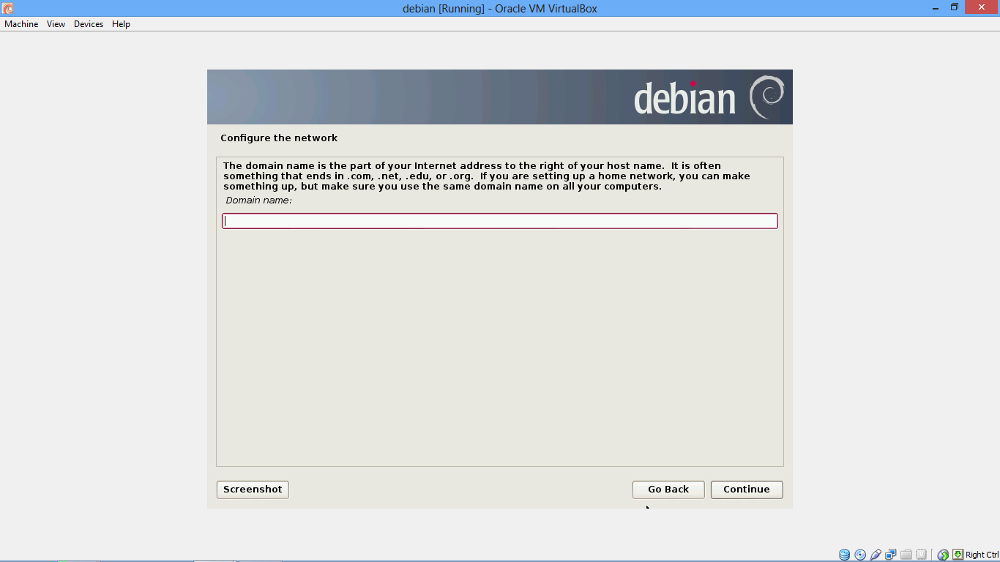 debian [Running] - Oracle VM VirtualBox
Machine View Devices Help
debian
Configure the network
The domain name is the part of your Internet address to the right of your host name.  It is often
something that ends in .com, .net, .edu, or .org.  If you are setting up a home network, you can make
something up, but make sure you use the same domain name on all your computers.
Domain name:
Screenshot Go Back Continue
Right Ctrl